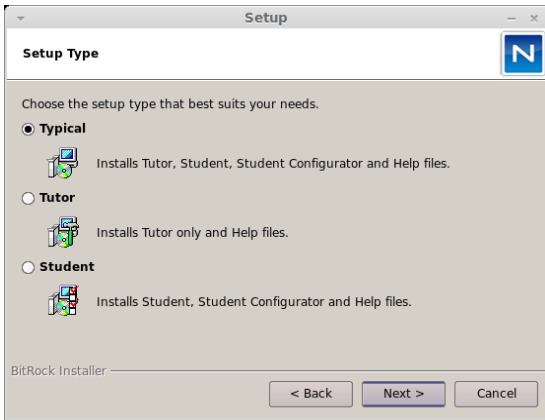 Setup
Setup Type
N
Choose the setup type that best suits your needs.
Typical
Installs Tutor, Student, Student Configurator and Help files.
Tutor
Installs Tutor only and Help files.
Student
Installs Student, Student Configurator and Help files.
BitRock Installer
< Back Next > Cancel